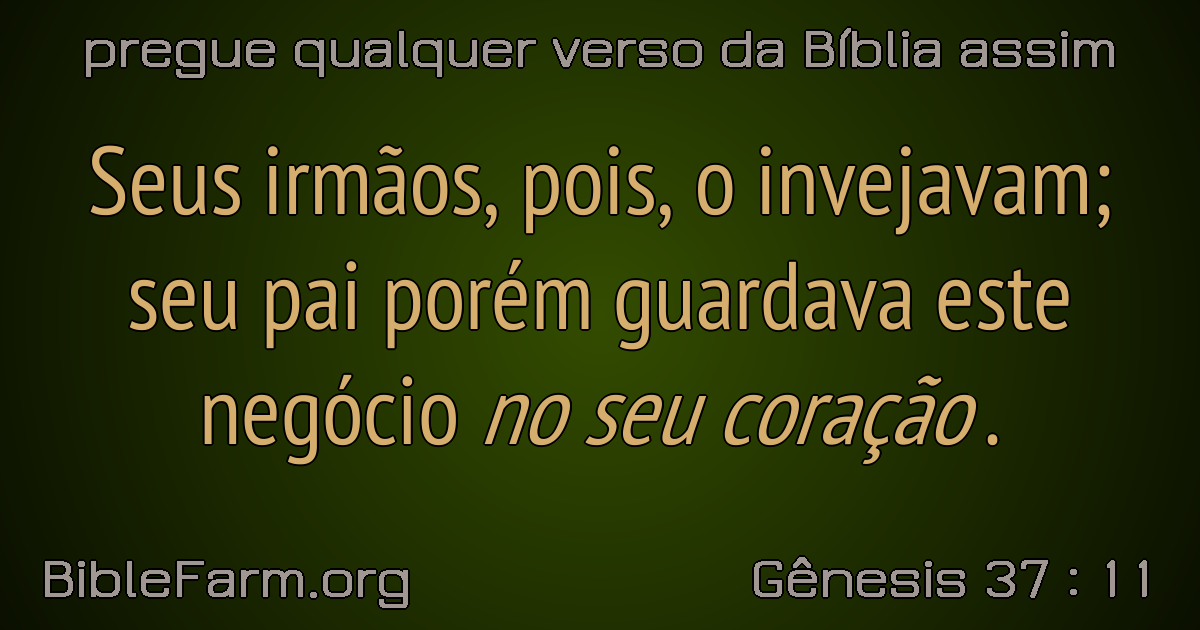 pregue qualquer verso da Bíblia assim
Seus irmãos, pois, o invejavam;
seu pai porém guardava este
negócio no seu coração .
BibleFarm.org
Gênesis 37 : 11